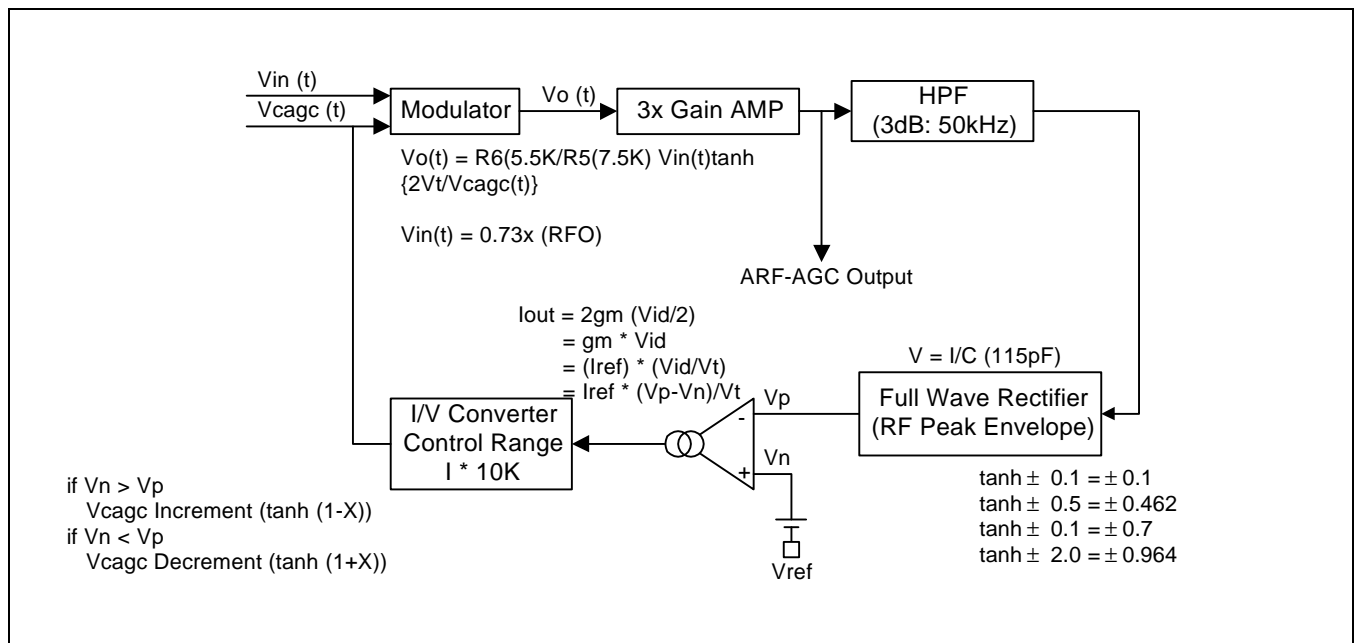 Vin (t)
Vcagc (t)
Modulator
Vo (t)
3x Gain AMP
HPF
(3dB: 50kHz)
Vo(t) = R6(5.5K/R5(7.5K) Vin(t)tanh
{2Vt/Vcagc(t)}
Vin(t) = 0.73x (RFO)
ARF-AGC Output
Iout = 2gm (Vid/2)
= gm * Vid
= (Iref) * (Vid/Vt)
= Iref * (Vp-Vn)/Vt
V = I/C (115pF)
Full Wave Rectifier
(RF Peak Envelope)
Vp
-
Vn
+
Vref
I/V Converter
Control Range
I * 10K
if Vn > Vp
Vcagc Increment (tanh (1-X))
if Vn < Vp
Vcagc Decrement (tanh (1+X))
tanh ± 0.1 = ± 0.1
tanh ± 0.5 = ± 0.462
tanh ± 0.1 = ± 0.7
tanh ± 2.0 = ± 0.964